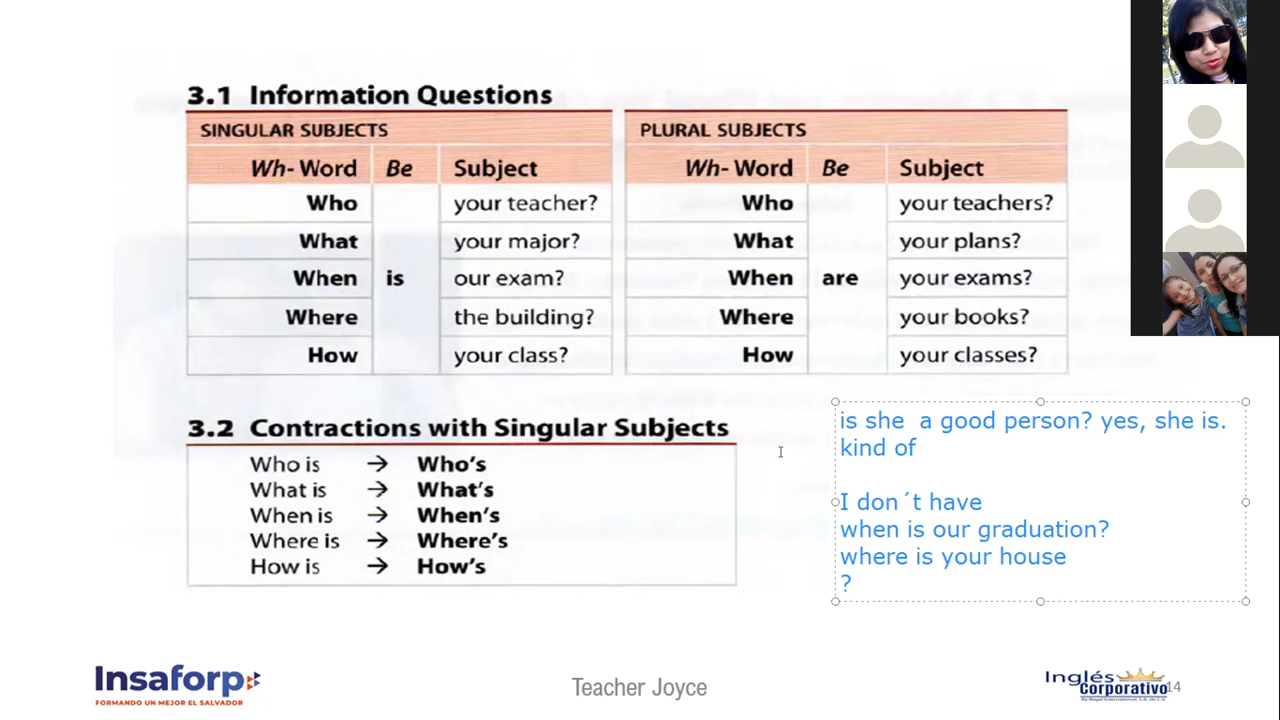 3.1 Information Questions
SINGULAR SUBJECTS
Wh- Word Be Subject
Who your teacher?
What your major?
When is our exam?
Where the building?
How your class?
PLURAL SUBJECTS
Wh- Word Be Subject
Who your teachers?
What your plans?
When are your exams?
Where your books?
How your classes?
3.2 Contractions with Singular Subjects
Who is → Who's
What is → What's
When is → When's
Where is → Where's
How is → How's
is she a good person? yes, she is.
kind of
I don´t have
when is our graduation?
where is your house
?
Insaforp
FORMANDO UN MEJOR EL SALVADOR
Teacher Joyce
Inglés
Corporativo
14